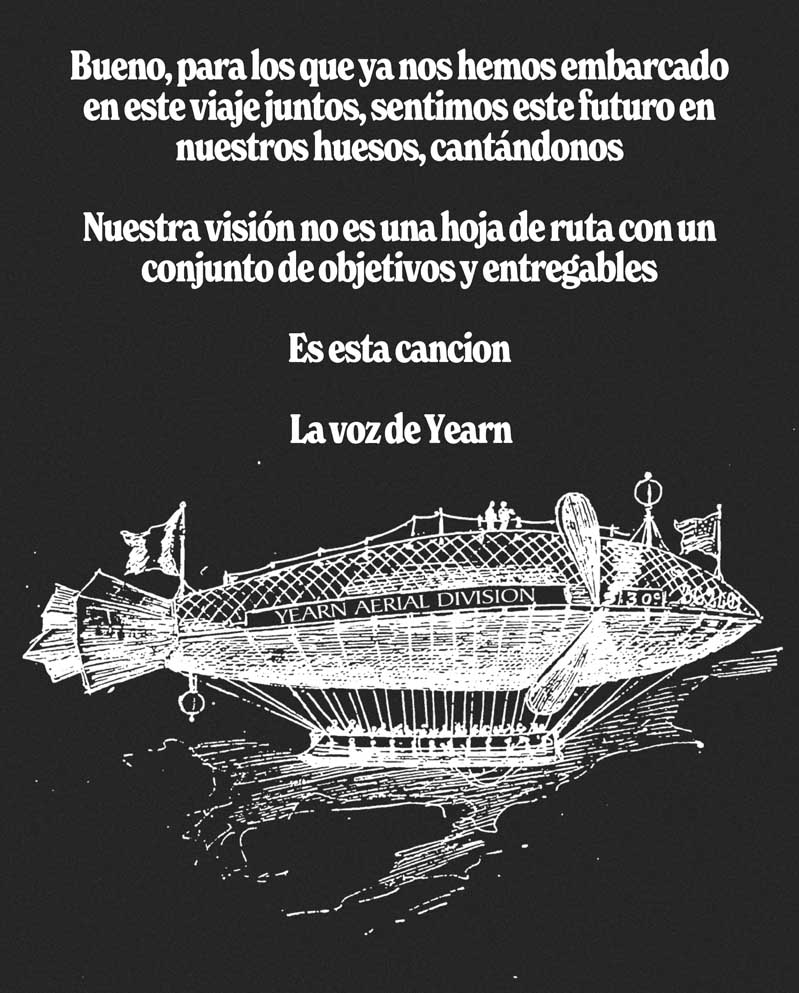 Bueno, para los que ya nos hemos embarcado
en este viaje juntos, sentimos este futuro en
nuestros huesos, cantándonos
Nuestra visión no es una hoja de ruta con un
conjunto de objetivos y entregables
Es esta cancion
La voz de Yearn
YEARN AERIAL DIVISION